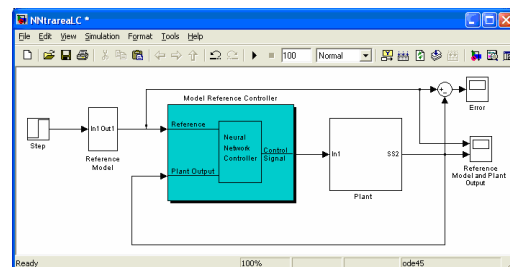 NNtrareaLC *
File Edit View Simulation Format Tools Help
100 Normal
Model Reference Controller
Error
Step
In1 Out1
Reference
Model
Reference
Neural
Network
Controller
Control
Signal
Plant Output
In1
SS2
Plant
Reference
Model and Plant
Output
Ready 100% ode45